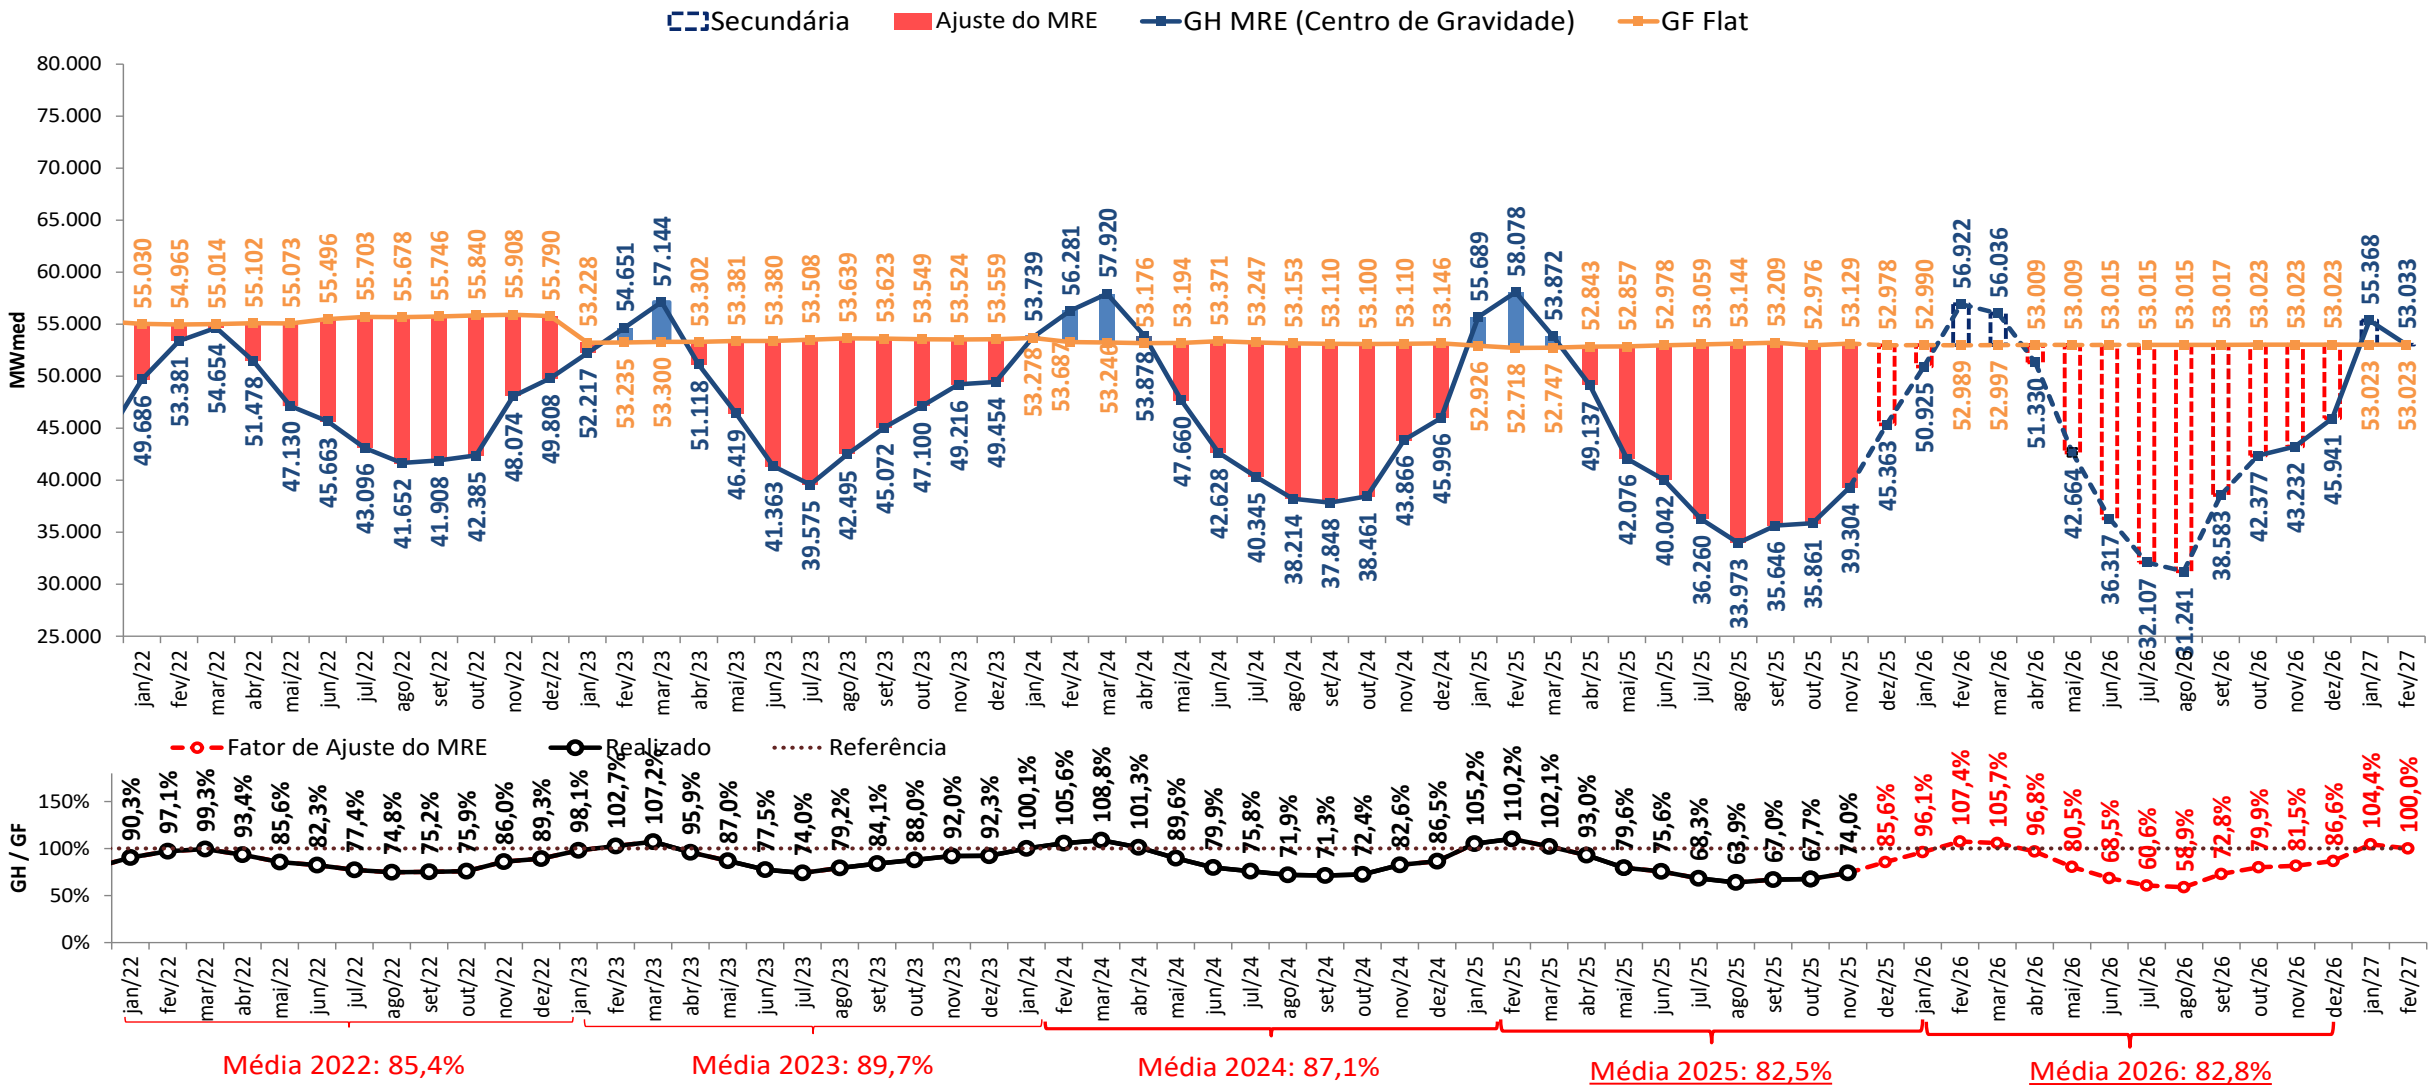 Secundária Ajuste do MRE GH MRE (Centro de Gravidade) GF Flat
MWmed
80.000
75.000
70.000
65.000
60.000
55.000
50.000
45.000
40.000
35.000
30.000
25.000
55.030 54.965 55.014 55.102 55.073 55.496 55.703 55.678 55.746 55.840 55.908 55.790 53.228 54.651 57.144 53.302 53.381 53.380 53.508 53.639 53.623 53.549 53.524 53.559 53.739 56.281 57.920 53.176 53.194 53.371 53.247 53.153 53.110 53.100 53.110 53.146 55.689 58.078 53.872 52.843 52.857 52.978 53.059 53.144 53.209 52.976 53.129 52.978 52.990 56.922 56.036 53.009 53.009 53.015 53.015 53.015 53.017 53.023 53.023 53.023 55.368 53.033
49.686 53.381 54.654 51.478 47.130 45.663 43.096 41.652 41.908 42.385 48.074 49.808 52.217 53.235 53.300 51.118 46.419 41.363 39.575 42.495 45.072 47.100 49.216 49.454 53.278 53.687 53.246 53.878 47.660 42.628 40.345 38.214 37.848 38.461 43.866 45.996 52.926 52.718 52.747 49.137 42.076 40.042 36.260 33.973 35.646 35.861 39.304 45.363 50.925 52.989 52.997 51.330 42.664 36.317 32.107 31.241 38.583 42.377 43.232 45.941 53.023 53.023
jan/22 fev/22 mar/22 abr/22 mai/22 jun/22 jul/22 ago/22 set/22 out/22 nov/22 dez/22 jan/23 fev/23 mar/23 abr/23 mai/23 jun/23 jul/23 ago/23 set/23 out/23 nov/23 dez/23 jan/24 fev/24 mar/24 abr/24 mai/24 jun/24 jul/24 ago/24 set/24 out/24 nov/24 dez/24 jan/25 fev/25 mar/25 abr/25 mai/25 jun/25 jul/25 ago/25 set/25 out/25 nov/25 dez/25 jan/26 fev/26 mar/26 abr/26 mai/26 jun/26 jul/26 ago/26 set/26 out/26 nov/26 dez/26 jan/27 fev/27
Fator de Ajuste do MRE Realizado Referência
GH / GF
150%
100%
50%
0%
90,3% 97,1% 99,3% 93,4% 85,6% 82,3% 77,4% 74,8% 75,2% 75,9% 86,0% 89,3% 98,1% 102,7% 107,2% 95,9% 87,0% 77,5% 74,0% 79,2% 84,1% 88,0% 92,0% 92,3% 100,1% 105,6% 108,8% 101,3% 89,6% 79,9% 75,8% 71,9% 71,3% 72,4% 82,6% 86,5% 105,2% 110,2% 102,1% 93,0% 79,6% 75,6% 68,3% 63,9% 67,0% 67,7% 74,0% 85,6% 96,1% 107,4% 105,7% 96,8% 80,5% 68,5% 60,6% 58,9% 72,8% 79,9% 81,5% 86,6% 104,4% 100,0%
jan/22 fev/22 mar/22 abr/22 mai/22 jun/22 jul/22 ago/22 set/22 out/22 nov/22 dez/22 jan/23 fev/23 mar/23 abr/23 mai/23 jun/23 jul/23 ago/23 set/23 out/23 nov/23 dez/23 jan/24 fev/24 mar/24 abr/24 mai/24 jun/24 jul/24 ago/24 set/24 out/24 nov/24 dez/24 jan/25 fev/25 mar/25 abr/25 mai/25 jun/25 jul/25 ago/25 set/25 out/25 nov/25 dez/25 jan/26 fev/26 mar/26 abr/26 mai/26 jun/26 jul/26 ago/26 set/26 out/26 nov/26 dez/26 jan/27 fev/27
Média 2022: 85,4% Média 2023: 89,7% Média 2024: 87,1% Média 2025: 82,5% Média 2026: 82,8%